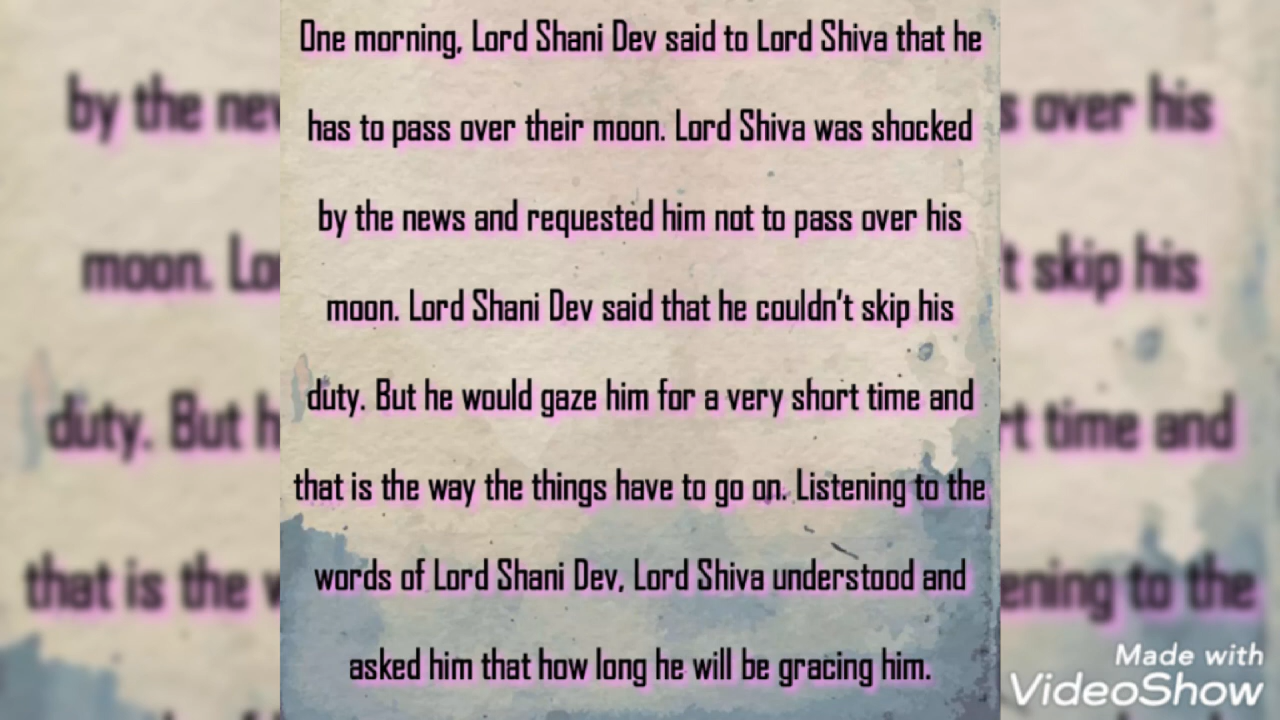 One morning, Lord Shani Dev said to Lord Shiva that he
has to pass over their moon. Lord Shiva was shocked
by the news and requested him not to pass over his
moon. Lord Shani Dev said that he couldn't skip his
duty. But he would gaze him for a very short time and
that is the way the things have to go on. Listening to the
words of Lord Shani Dev, Lord Shiva understood and
asked him that how long he will be gracing him.
Made with
VideoShow